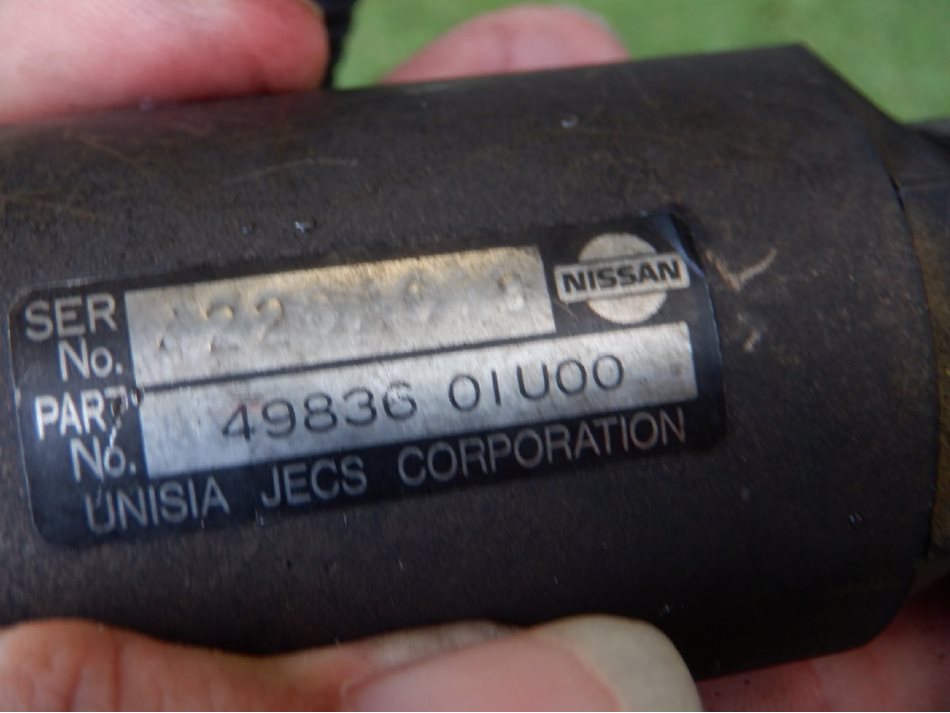 SER
No.
NISSAN
PART
No.
49836 01U00
UNISIA JECS CORPORATION